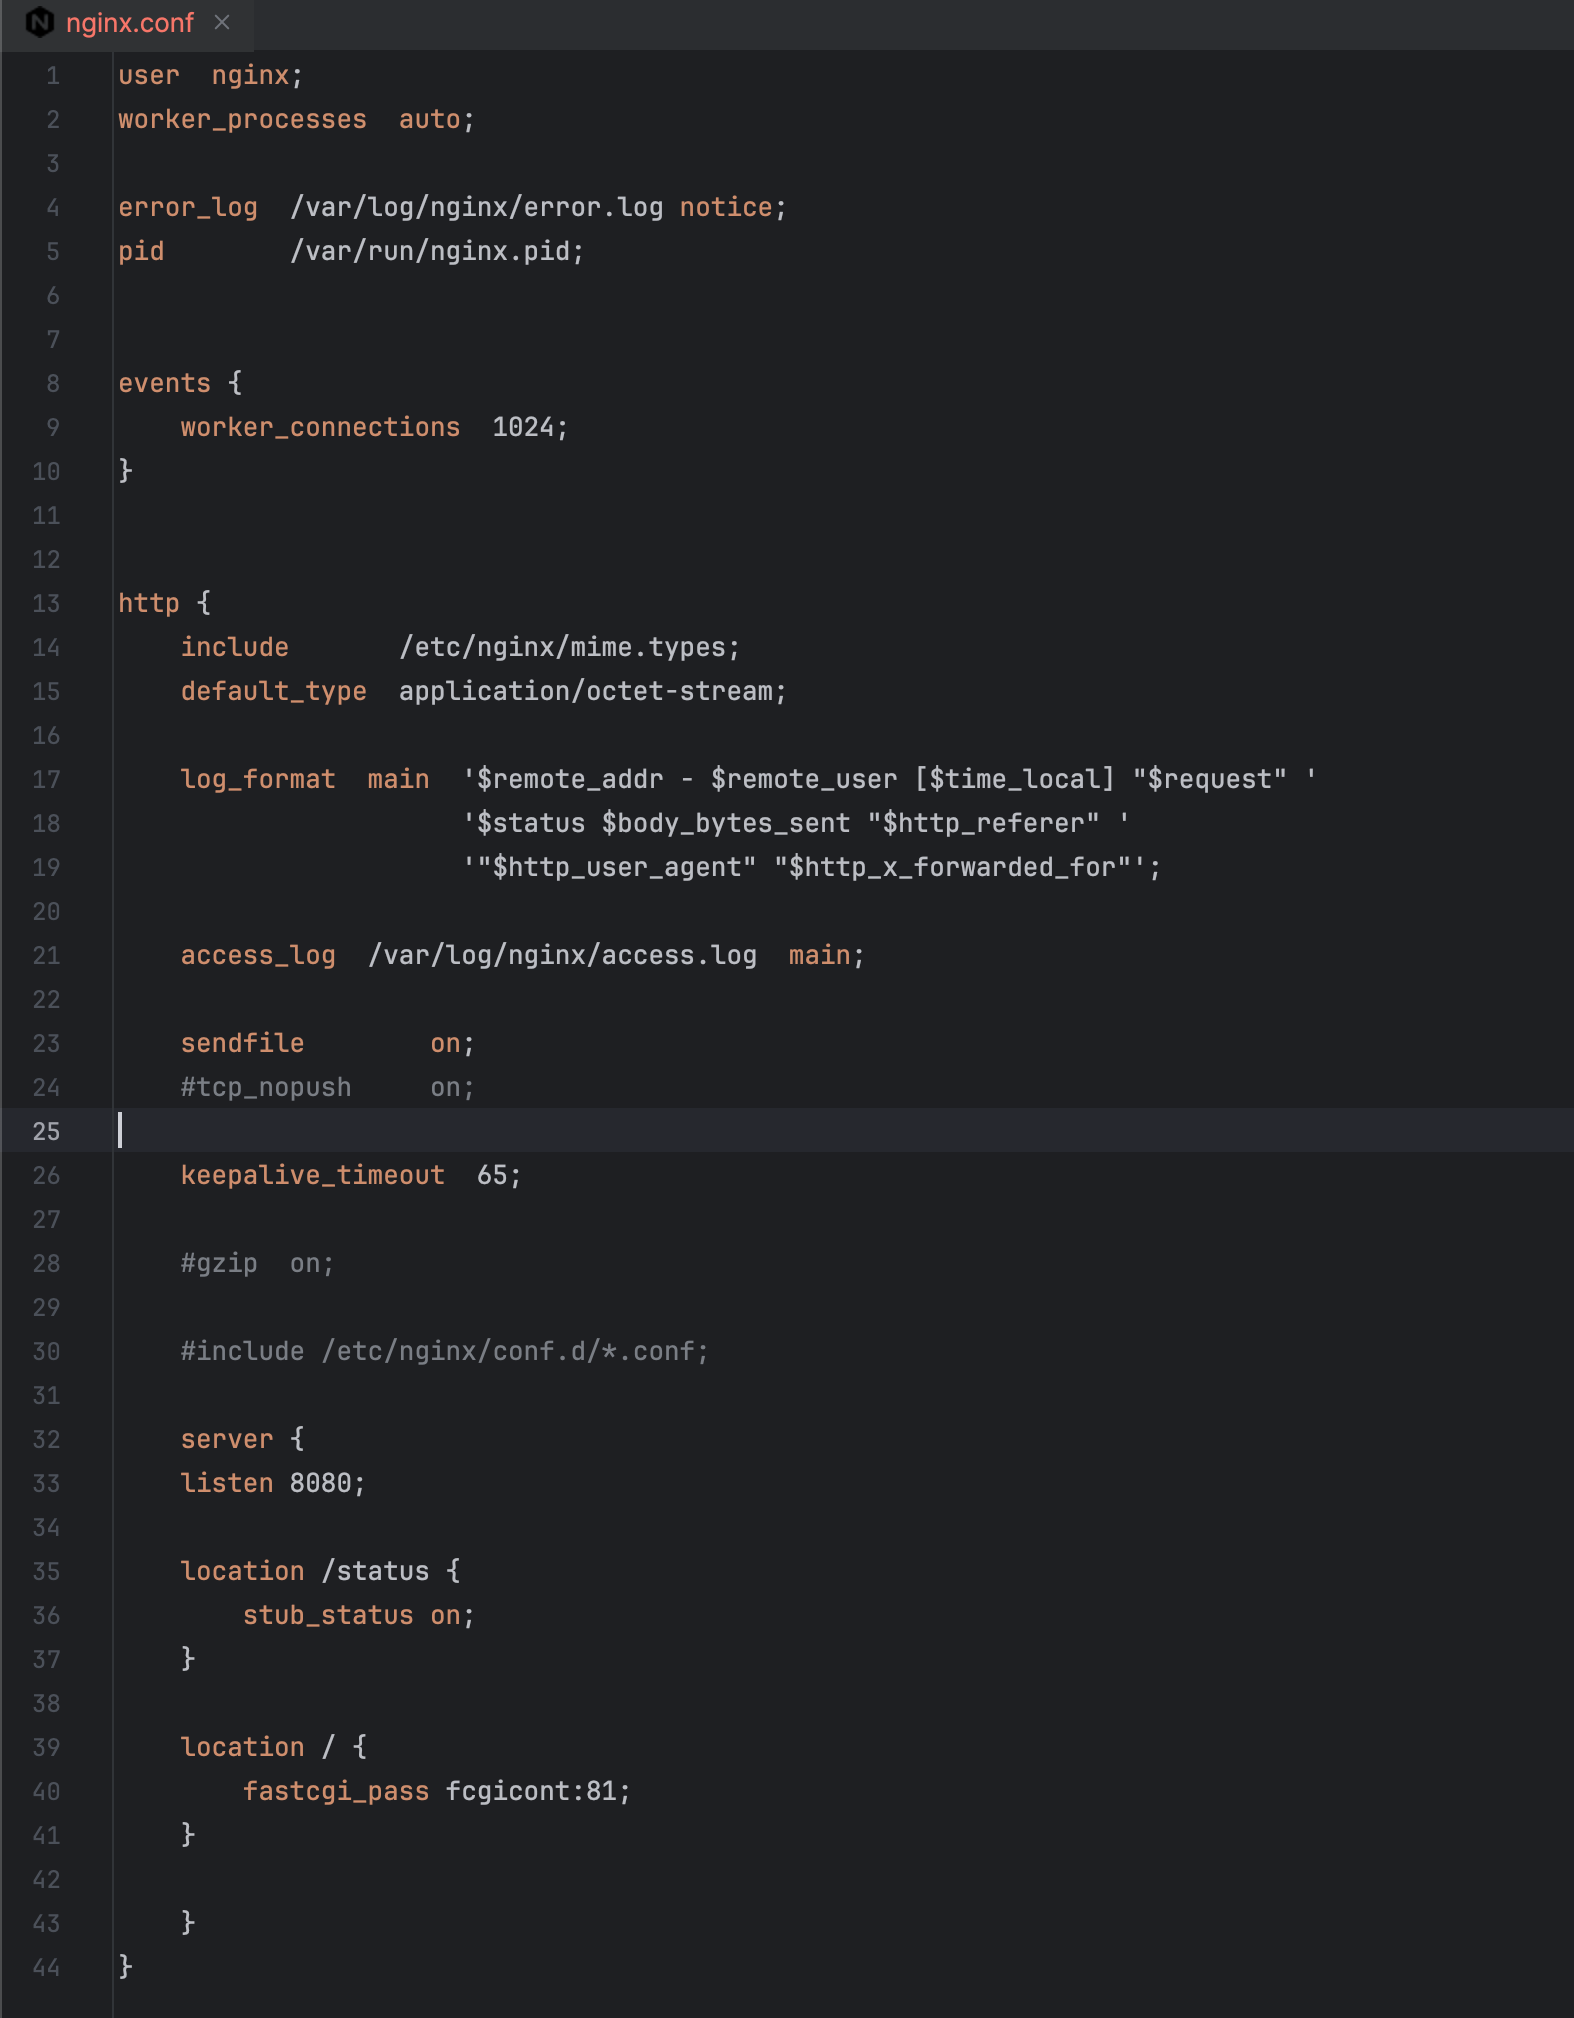 nginx.conf
1 user  nginx;
2 worker_processes  auto;
3
4 error_log  /var/log/nginx/error.log notice;
5 pid        /var/run/nginx.pid;
6
7
8 events {
9     worker_connections  1024;
10 }
11
12
13 http {
14     include       /etc/nginx/mime.types;
15     default_type  application/octet-stream;
16
17     log_format  main  '$remote_addr - $remote_user [$time_local] "$request" '
18                       '$status $body_bytes_sent "$http_referer" '
19                       '"$http_user_agent" "$http_x_forwarded_for"';
20
21     access_log  /var/log/nginx/access.log  main;
22
23     sendfile        on;
24     #tcp_nopush     on;
25
26     keepalive_timeout  65;
27
28     #gzip  on;
29
30     #include /etc/nginx/conf.d/*.conf;
31
32     server {
33     listen 8080;
34
35     location /status {
36         stub_status on;
37     }
38
39     location / {
40         fastcgi_pass fcgicont:81;
41     }
42
43     }
44 }